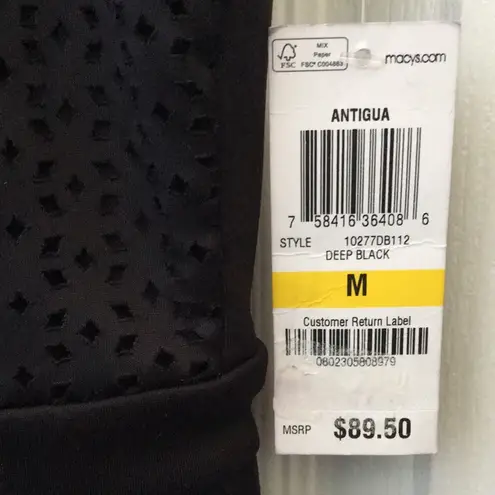 FSC
MIX
Paper
FSC® C004863
macys.com
ANTIGUA
7 58416 36408 6
STYLE 10277DB112
DEEP BLACK
M
Customer Return Label
0802305808979
MSRP $89.50